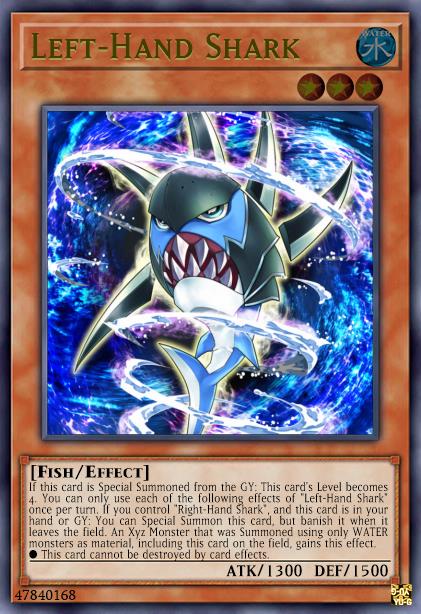 LEFT-HAND SHARK
WATER
水
[FISH/EFFECT]
If this card is Special Summoned from the GY: This card's Level becomes
4. You can only use each of the following effects of "Left-Hand Shark"
once per turn. If you control "Right-Hand Shark", and this card is in your
hand or GY: You can Special Summon this card, but banish it when it
leaves the field. An Xyz Monster that was Summoned using only WATER
monsters as material, including this card on the field, gains this effect.
● This card cannot be destroyed by card effects.
ATK/1300 DEF/1500
47840168